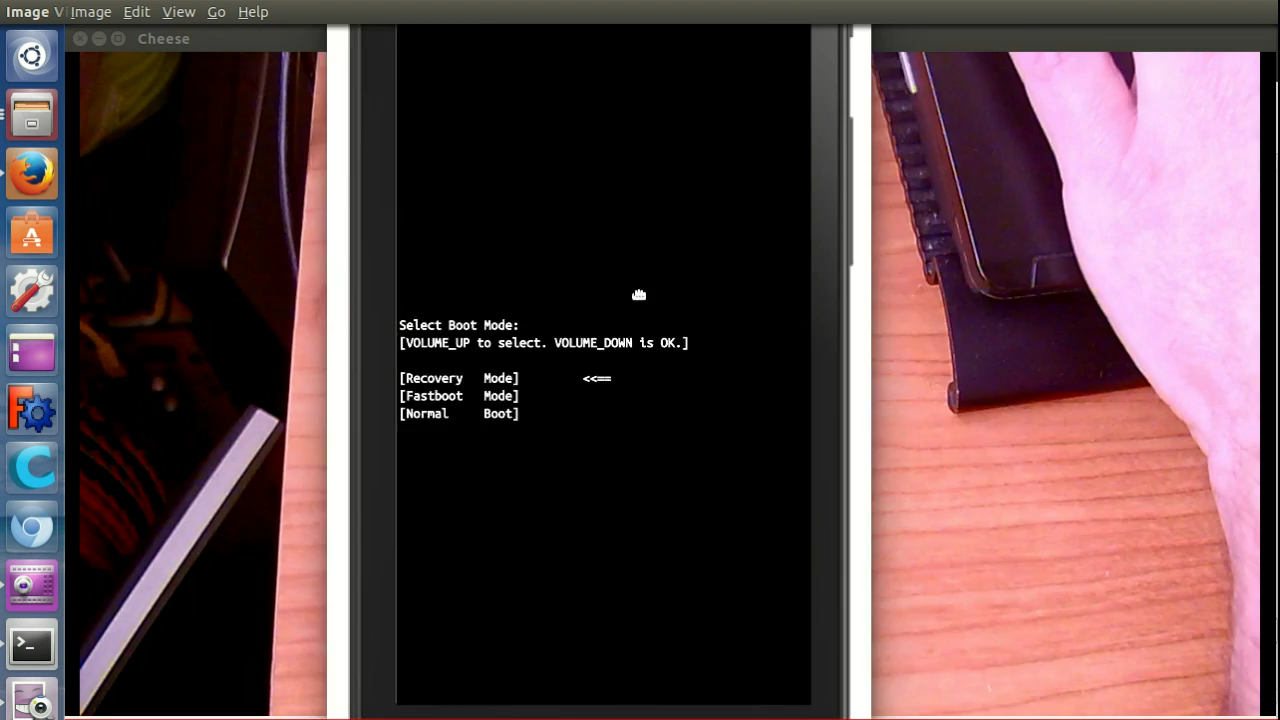 Image Vi Image Edit View Go Help
Cheese
Select Boot Mode:
[VOLUME_UP to select. VOLUME_DOWN is OK.]
[Recovery Mode] <<==
[Fastboot Mode]
[Normal Boot]